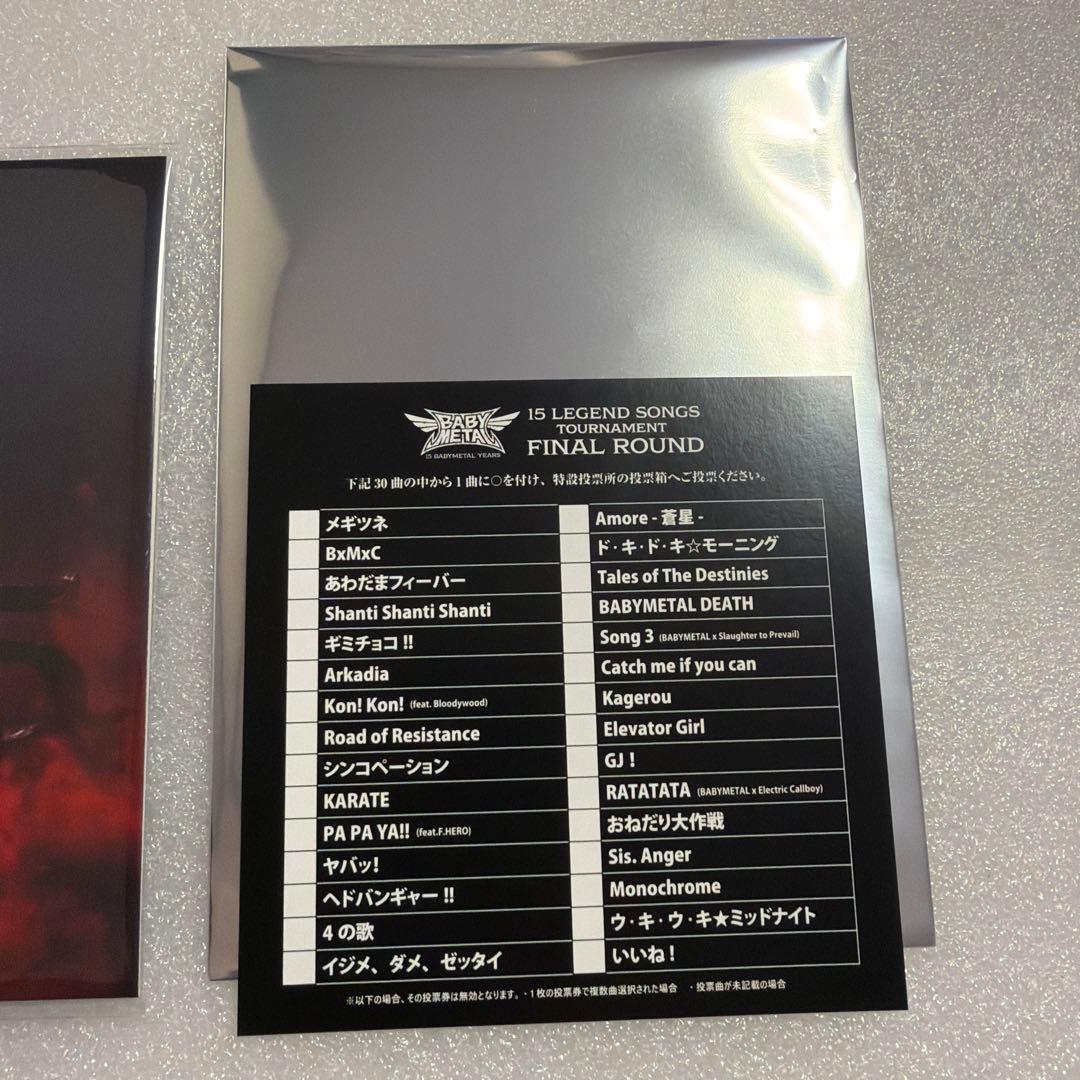 BABY METAL
15 BABYMETAL YEARS
15 LEGEND SONGS
TOURNAMENT
FINAL ROUND
下記30曲の中から1曲に○を付け、特設投票所の投票箱へご投票ください。
メギツネ
BxMxC
あわだまフィーバー
Shanti Shanti Shanti
ギミチョコ!!
Arkadia
Kon! Kon! (feat. Bloodywood)
Road of Resistance
シンコペーション
KARATE
PA PA YA!! (feat.F.HERO)
ヤバッ!
ヘドバンギャー!!
4の歌
イジメ、ダメ、ゼッタイ
Amore - 蒼星 -
ド・キ・ド・キ☆モーニング
Tales of The Destinies
BABYMETAL DEATH
Song 3 (BABYMETAL x Slaughter to Prevail)
Catch me if you can
Kagerou
Elevator Girl
GJ!
RATATATA (BABYMETAL x Electric Callboy)
おねだり大作戦
Sis. Anger
Monochrome
ウ・キ・ウ・キ★ミッドナイト
いいね!
※以下の場合、その投票券は無効となります。・1枚の投票券で複数曲選択された場合 ・投票曲が未記載の場合